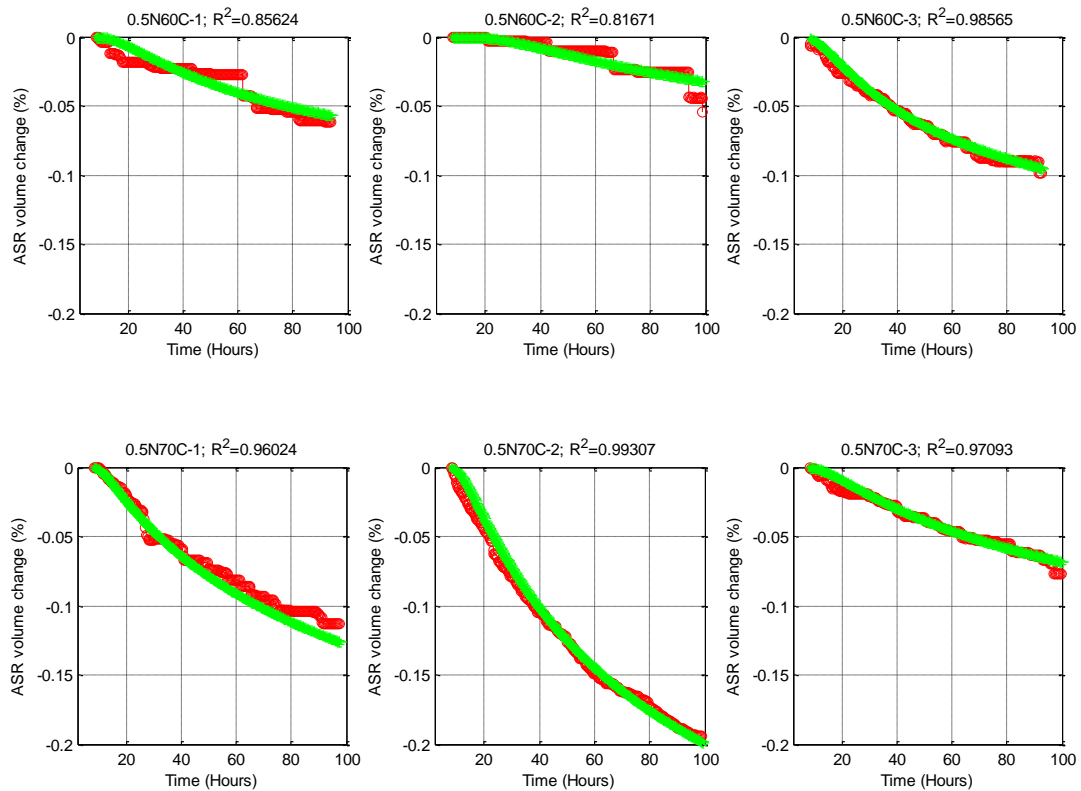 0.5N60C-1; R²=0.85624
0
-0.05
-0.1
-0.15
-0.2
20 40 60 80 100
ASR volume change (%)
Time (Hours)
0.5N60C-2; R²=0.81671
0
-0.05
-0.1
-0.15
-0.2
20 40 60 80 100
ASR volume change (%)
Time (Hours)
0.5N60C-3; R²=0.98565
0
-0.05
-0.1
-0.15
-0.2
20 40 60 80 100
ASR volume change (%)
Time (Hours)
0.5N70C-1; R²=0.96024
0
-0.05
-0.1
-0.15
-0.2
20 40 60 80 100
ASR volume change (%)
Time (Hours)
0.5N70C-2; R²=0.99307
0
-0.05
-0.1
-0.15
-0.2
20 40 60 80 100
ASR volume change (%)
Time (Hours)
0.5N70C-3; R²=0.97093
0
-0.05
-0.1
-0.15
-0.2
20 40 60 80 100
ASR volume change (%)
Time (Hours)